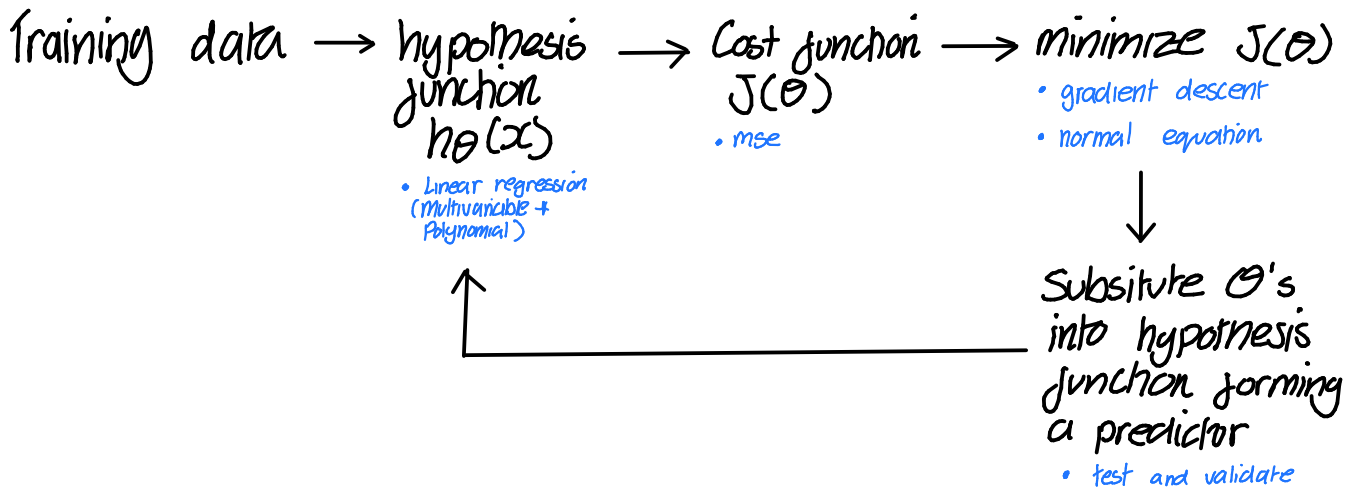 Training data → hypothesis
function
hθ(x)
• Linear regression
(Multivariable +
Polynomial)
→ Cost function
J(θ)
• mse
→ minimize J(θ)
• gradient descent
• normal equation
Subsitute θ's
into hypothesis
function forming
a predictor
• test and validate